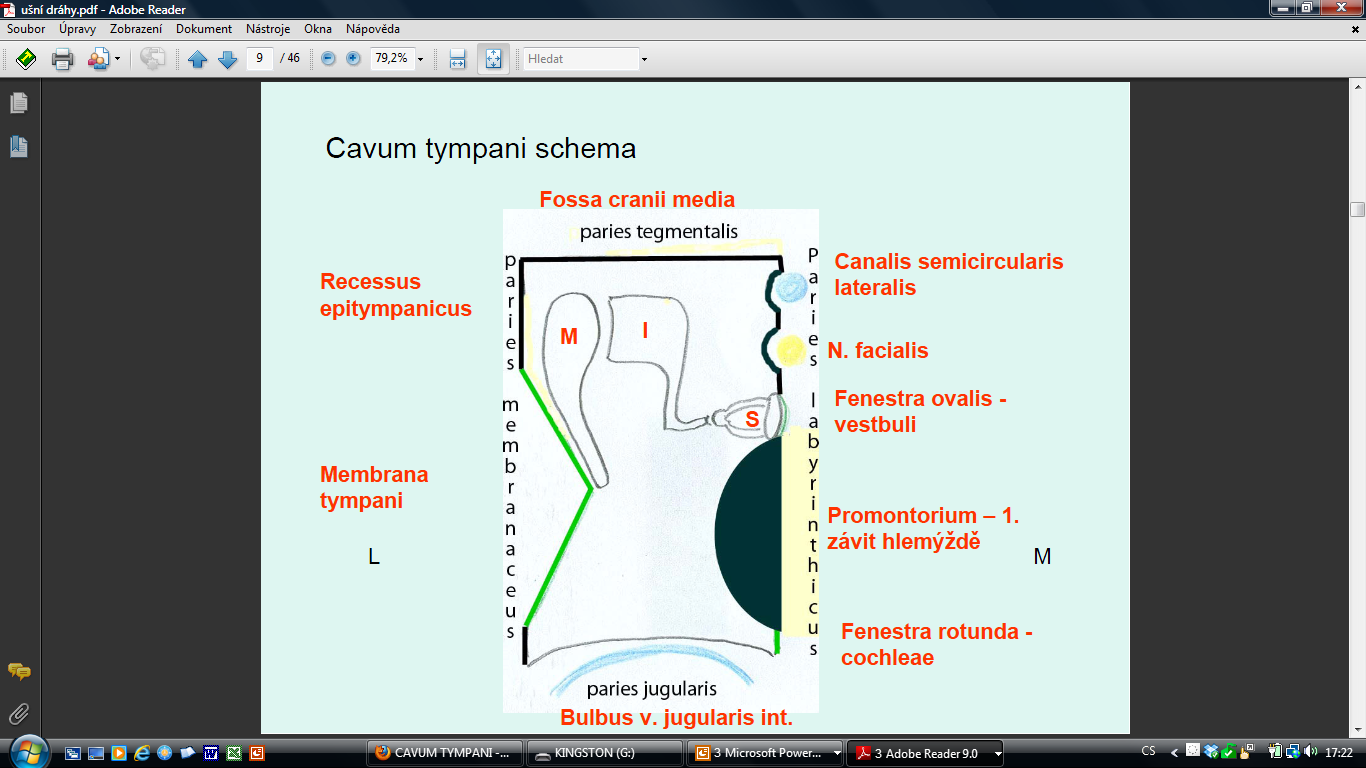 ušní dráhy.pdf - Adobe Reader
Soubor Úpravy Zobrazení Dokument Nástroje Okna Nápověda
9 / 46 79,2% Hledat
Cavum tympani schema
Fossa cranii media
paries tegmentalis
Recessus
epitympanicus
paries membranaceus
M
I
S
Paries labyrinthicus
Canalis semicircularis
lateralis
N. facialis
Fenestra ovalis -
vestbuli
Membrana
tympani
Promontorium – 1.
závit hlemýždě
L
M
Fenestra rotunda -
cochleae
paries jugularis
Bulbus v. jugularis int.
CAVUM TYMPANI -... KINGSTON (G:) 3 Microsoft Power... 3 Adobe Reader 9.0 CS 17:22